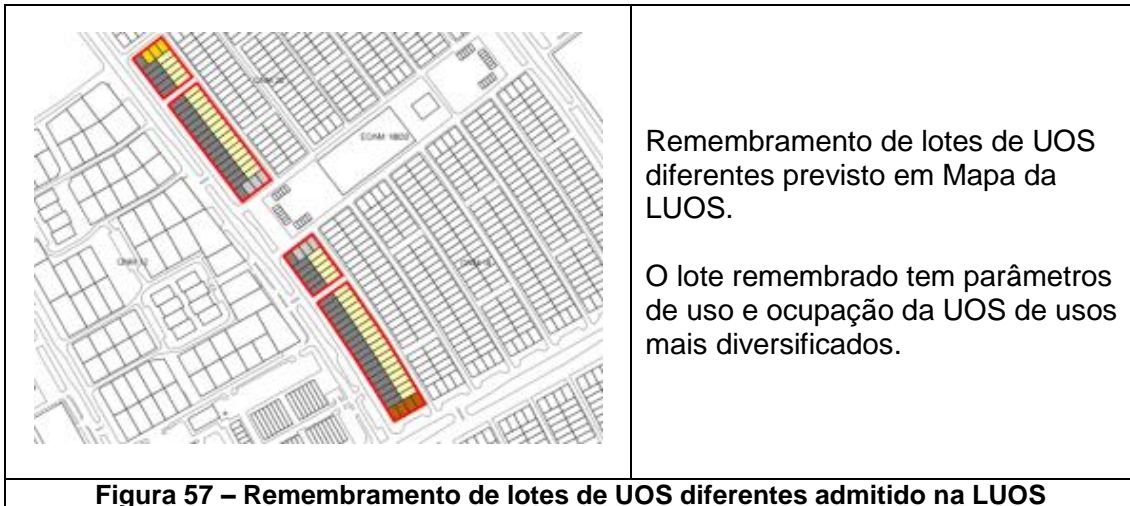 Remembramento de lotes de UOS
diferentes previsto em Mapa da
LUOS.
O lote remembrado tem parâmetros
de uso e ocupação da UOS de usos
mais diversificados.
Figura 57 – Remembramento de lotes de UOS diferentes admitido na LUOS